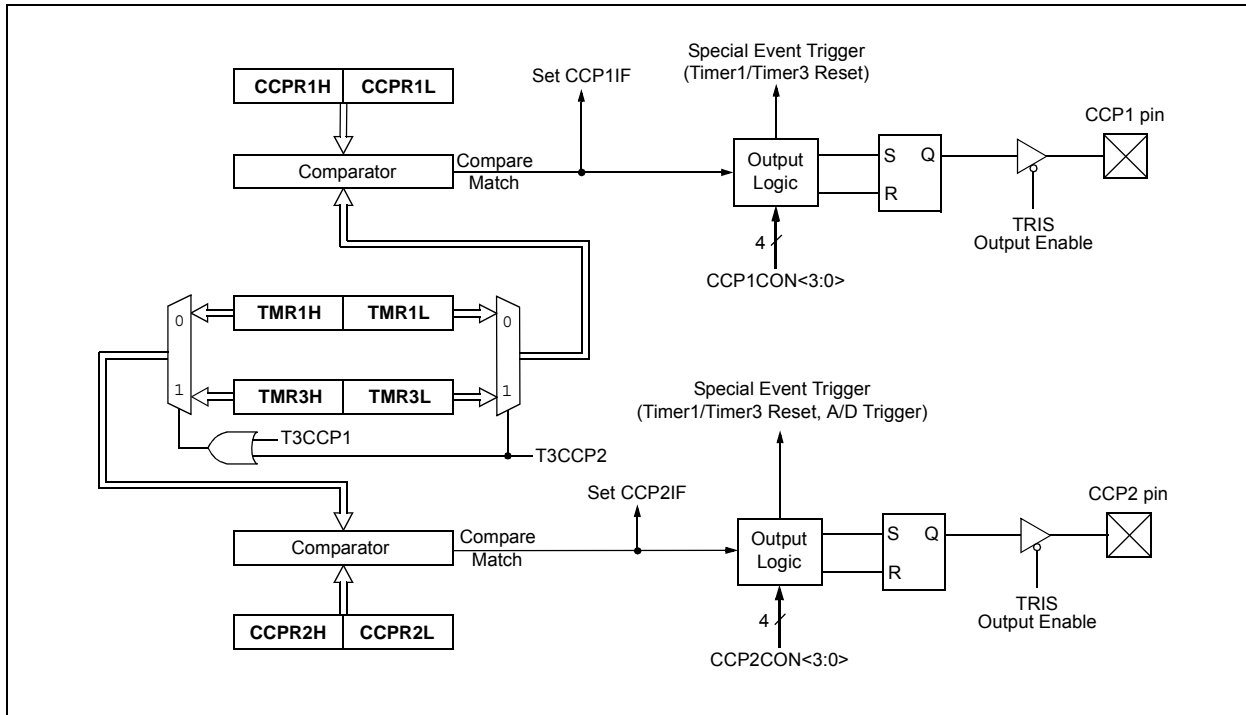 CCPR1H CCPR1L
Comparator
Compare
Match
Set CCP1IF
Special Event Trigger
(Timer1/Timer3 Reset)
Output
Logic
4
CCP1CON<3:0>
S Q
R
TRIS
Output Enable
CCP1 pin
0
TMR1H TMR1L
0
1
TMR3H TMR3L
1
T3CCP1
T3CCP2
Comparator
Compare
Match
CCPR2H CCPR2L
Set CCP2IF
Special Event Trigger
(Timer1/Timer3 Reset, A/D Trigger)
Output
Logic
4
CCP2CON<3:0>
S Q
R
TRIS
Output Enable
CCP2 pin